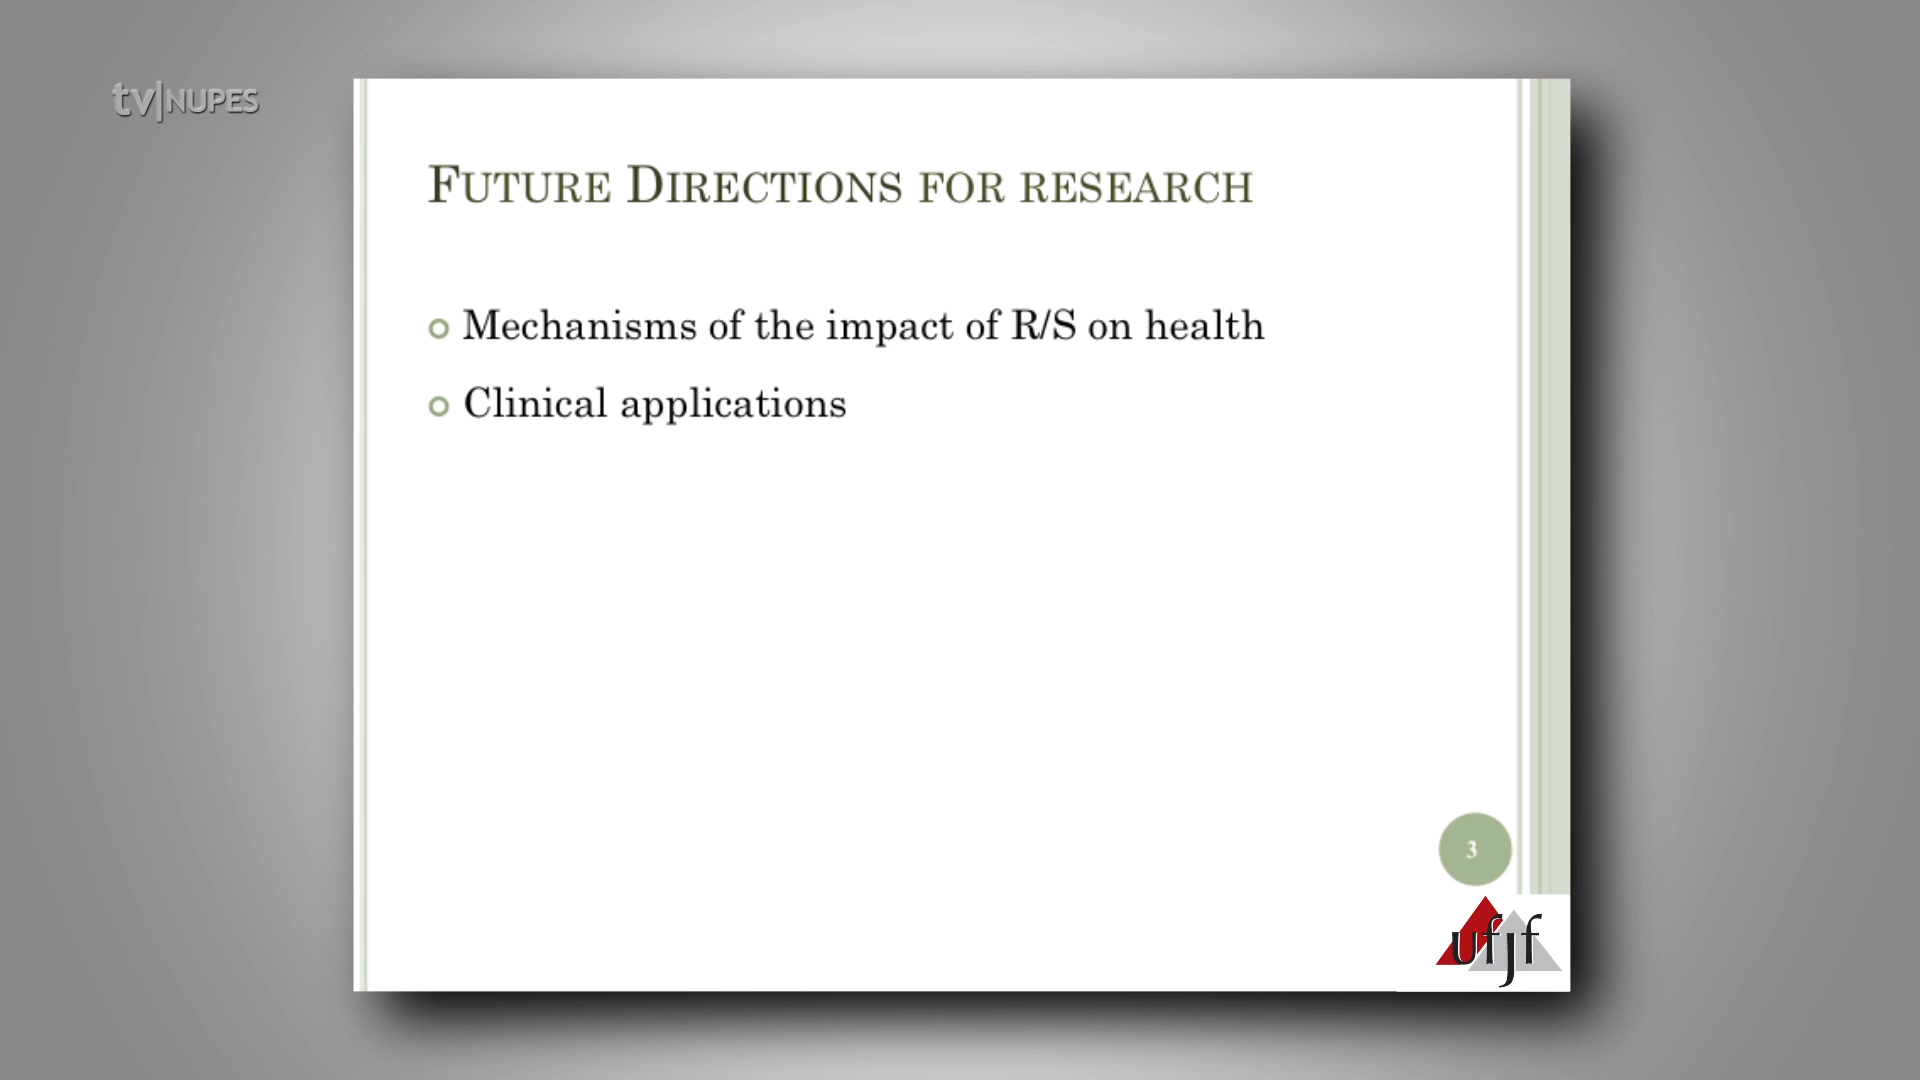 tv|NUPES
FUTURE DIRECTIONS FOR RESEARCH
Mechanisms of the impact of R/S on health
Clinical applications
3
ufjf